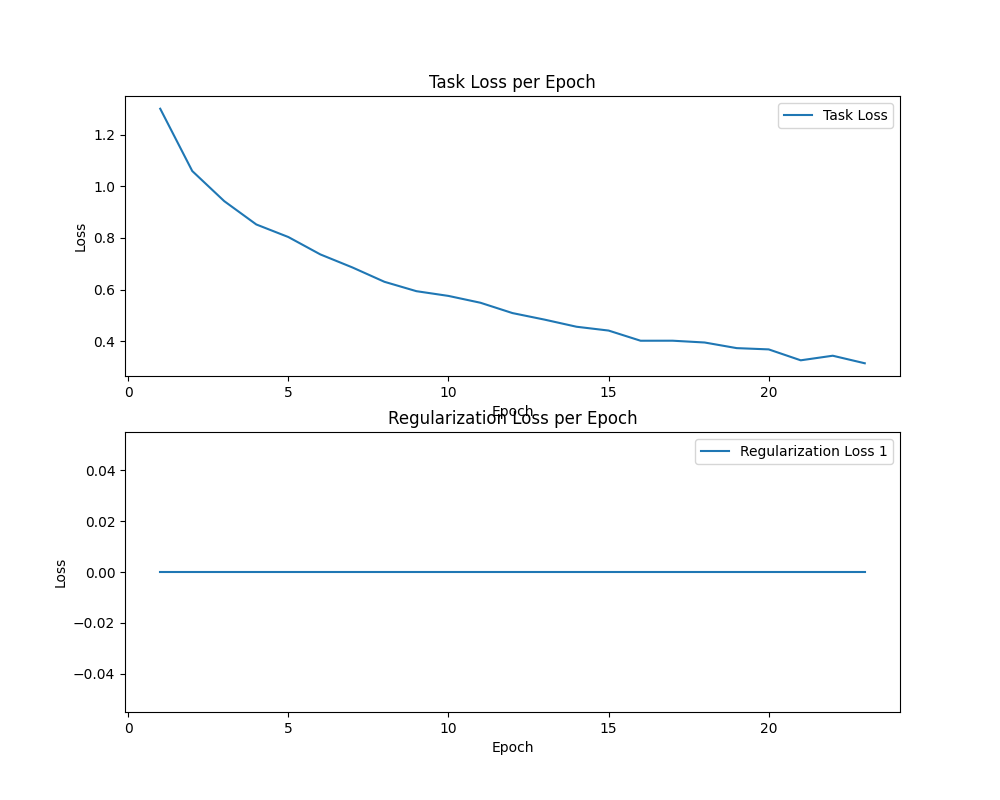 Task Loss per Epoch
Task Loss
Loss
1.2
1.0
0.8
0.6
0.4
0 5 10 15 20
Epoch
Regularization Loss per Epoch
Regularization Loss 1
Loss
0.04
0.02
0.00
−0.02
−0.04
0 5 10 15 20
Epoch